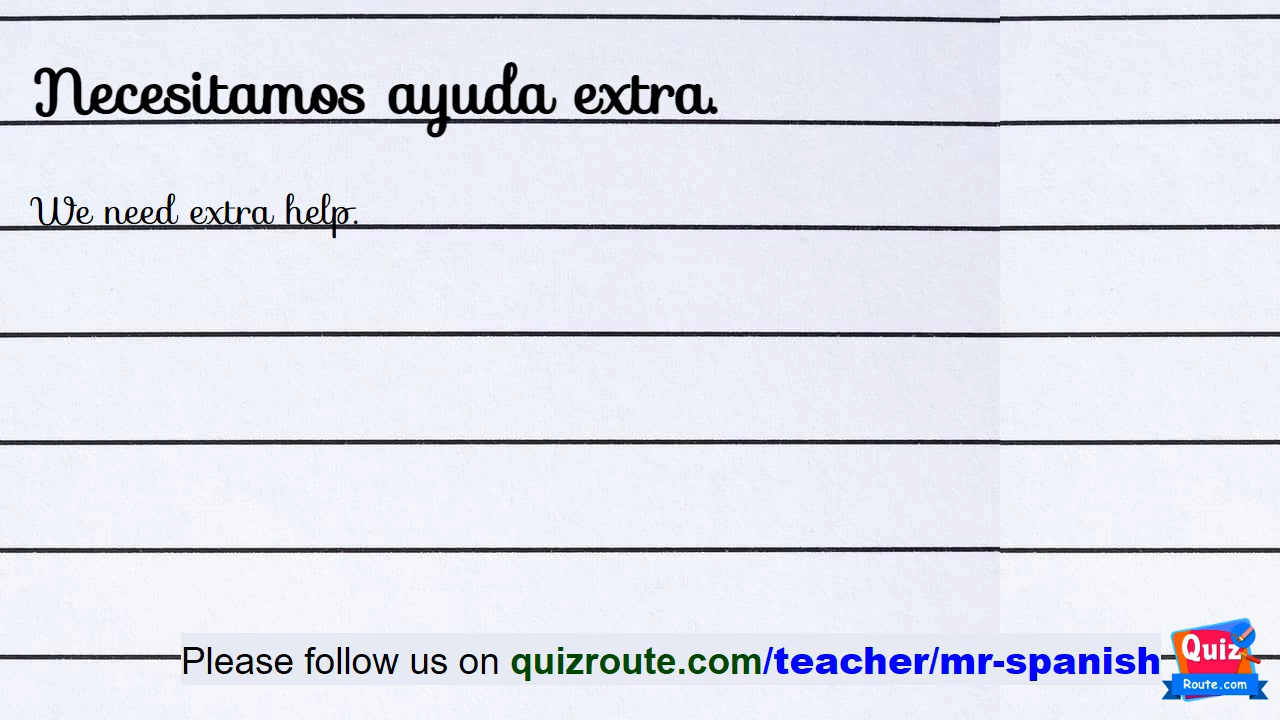 Necesitamos ayuda extra.
We need extra help.
Please follow us on quizroute.com/teacher/mr-spanish
Quiz
Route.com